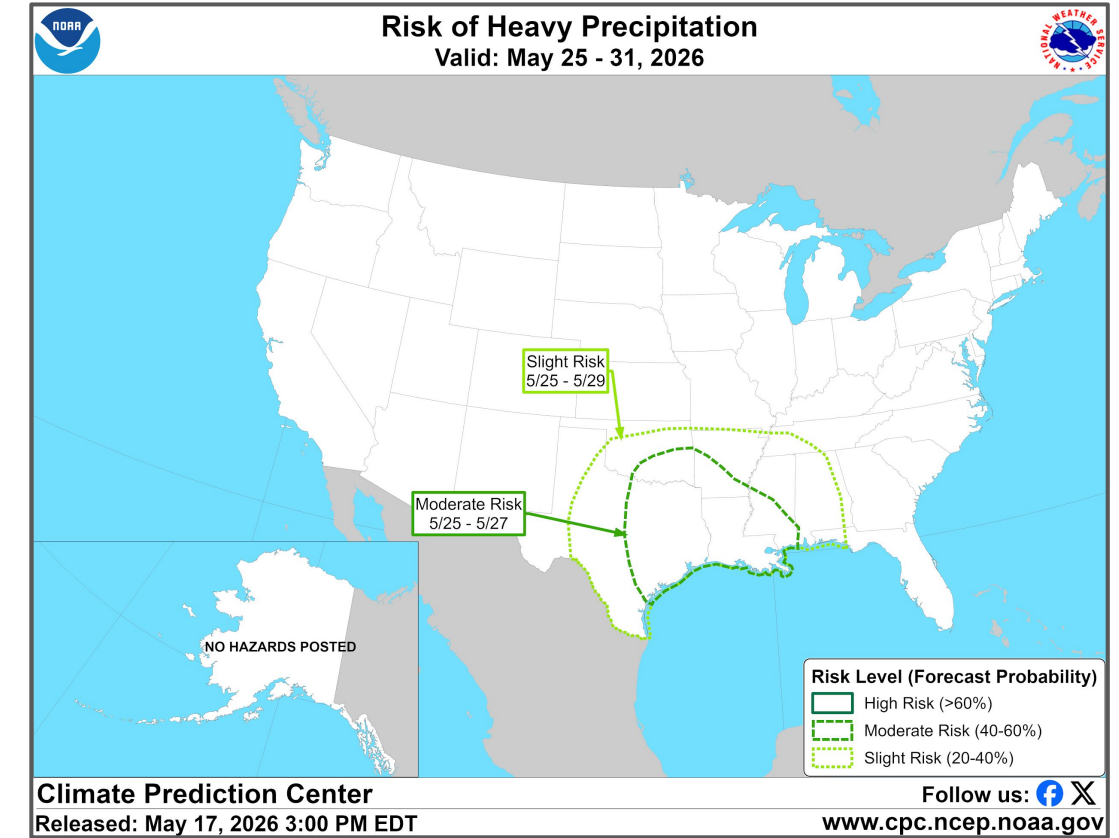 NOAA
Risk of Heavy Precipitation
Valid: May 25 - 31, 2026
NATIONAL WEATHER SERVICE
Slight Risk
5/25 - 5/29
Moderate Risk
5/25 - 5/27
NO HAZARDS POSTED
Risk Level (Forecast Probability)
High Risk (>60%)
Moderate Risk (40-60%)
Slight Risk (20-40%)
Climate Prediction Center
Follow us:
Released: May 17, 2026 3:00 PM EDT
www.cpc.ncep.noaa.gov